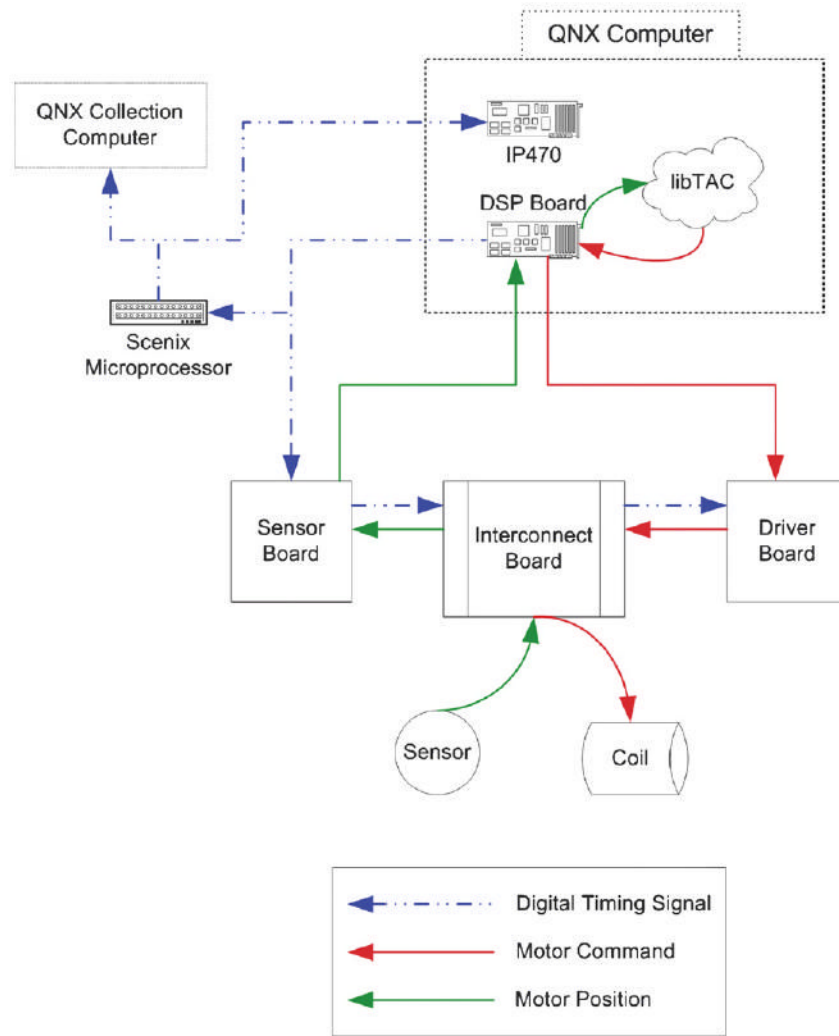 QNX Computer
QNX Collection
Computer
IP470
libTAC
DSP Board
Scenix
Microprocessor
Sensor
Board
Interconnect
Board
Driver
Board
Sensor
Coil
Digital Timing Signal
Motor Command
Motor Position